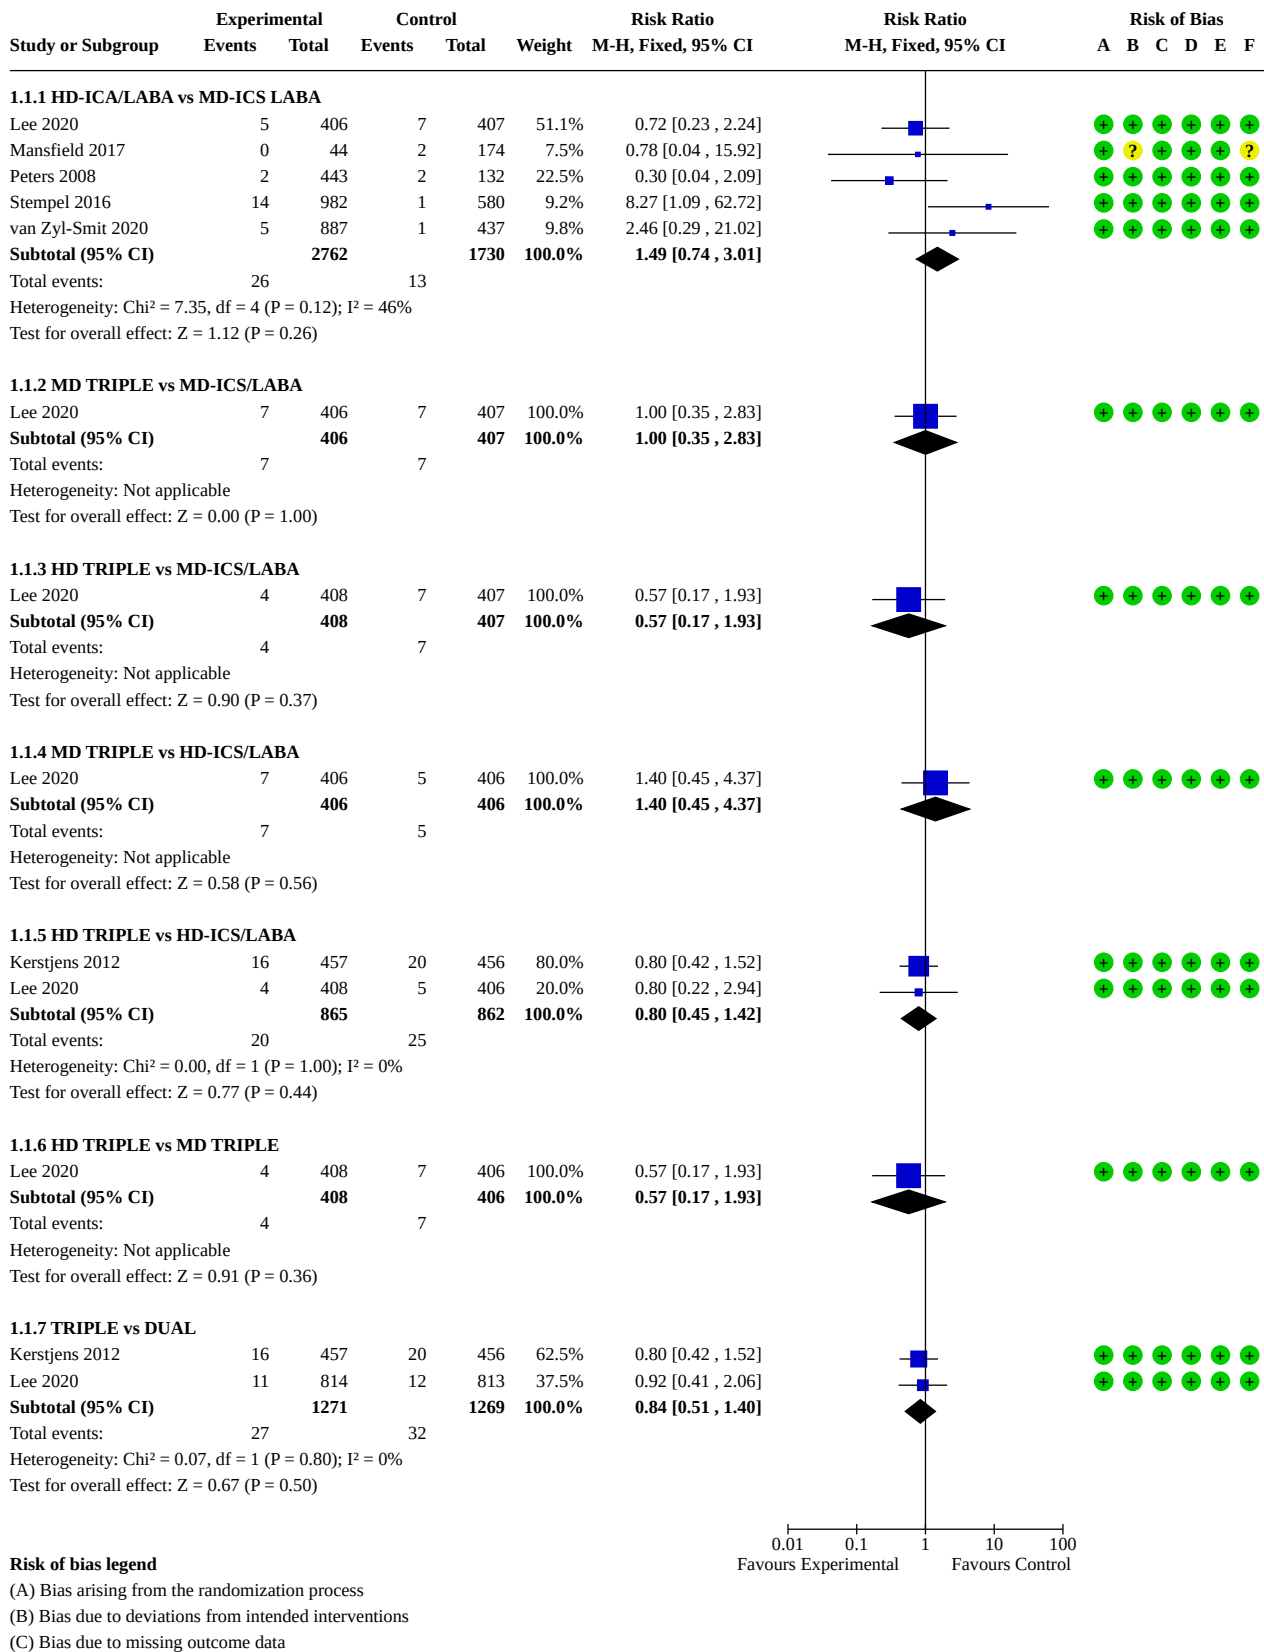 Experimental Control Risk Ratio Risk Ratio Risk of Bias
Study or Subgroup Events Total Events Total Weight M-H, Fixed, 95% CI M-H, Fixed, 95% CI A B C D E F
1.1.1 HD-ICA/LABA vs MD-ICS LABA
Lee 2020 5 406 7 407 51.1% 0.72 [0.23 , 2.24] + + + + + +
Mansfield 2017 0 44 2 174 7.5% 0.78 [0.04 , 15.92] + ? + + + ?
Peters 2008 2 443 2 132 22.5% 0.30 [0.04 , 2.09] + + + + + +
Stempel 2016 14 982 1 580 9.2% 8.27 [1.09 , 62.72] + + + + + +
van Zyl-Smit 2020 5 887 1 437 9.8% 2.46 [0.29 , 21.02] + + + + + +
Subtotal (95% CI) 2762 1730 100.0% 1.49 [0.74 , 3.01]
Total events: 26 13
Heterogeneity: Chi² = 7.35, df = 4 (P = 0.12); I² = 46%
Test for overall effect: Z = 1.12 (P = 0.26)
1.1.2 MD TRIPLE vs MD-ICS/LABA
Lee 2020 7 406 7 407 100.0% 1.00 [0.35 , 2.83] + + + + + +
Subtotal (95% CI) 406 407 100.0% 1.00 [0.35 , 2.83]
Total events: 7 7
Heterogeneity: Not applicable
Test for overall effect: Z = 0.00 (P = 1.00)
1.1.3 HD TRIPLE vs MD-ICS/LABA
Lee 2020 4 408 7 407 100.0% 0.57 [0.17 , 1.93] + + + + + +
Subtotal (95% CI) 408 407 100.0% 0.57 [0.17 , 1.93]
Total events: 4 7
Heterogeneity: Not applicable
Test for overall effect: Z = 0.90 (P = 0.37)
1.1.4 MD TRIPLE vs HD-ICS/LABA
Lee 2020 7 406 5 406 100.0% 1.40 [0.45 , 4.37] + + + + + +
Subtotal (95% CI) 406 406 100.0% 1.40 [0.45 , 4.37]
Total events: 7 5
Heterogeneity: Not applicable
Test for overall effect: Z = 0.58 (P = 0.56)
1.1.5 HD TRIPLE vs HD-ICS/LABA
Kerstjens 2012 16 457 20 456 80.0% 0.80 [0.42 , 1.52] + + + + + +
Lee 2020 4 408 5 406 20.0% 0.80 [0.22 , 2.94] + + + + + +
Subtotal (95% CI) 865 862 100.0% 0.80 [0.45 , 1.42]
Total events: 20 25
Heterogeneity: Chi² = 0.00, df = 1 (P = 1.00); I² = 0%
Test for overall effect: Z = 0.77 (P = 0.44)
1.1.6 HD TRIPLE vs MD TRIPLE
Lee 2020 4 408 7 406 100.0% 0.57 [0.17 , 1.93] + + + + + +
Subtotal (95% CI) 408 406 100.0% 0.57 [0.17 , 1.93]
Total events: 4 7
Heterogeneity: Not applicable
Test for overall effect: Z = 0.91 (P = 0.36)
1.1.7 TRIPLE vs DUAL
Kerstjens 2012 16 457 20 456 62.5% 0.80 [0.42 , 1.52] + + + + + +
Lee 2020 11 814 12 813 37.5% 0.92 [0.41 , 2.06] + + + + + +
Subtotal (95% CI) 1271 1269 100.0% 0.84 [0.51 , 1.40]
Total events: 27 32
Heterogeneity: Chi² = 0.07, df = 1 (P = 0.80); I² = 0%
Test for overall effect: Z = 0.67 (P = 0.50)
0.01 0.1 1 10 100
Favours Experimental Favours Control
Risk of bias legend
(A) Bias arising from the randomization process
(B) Bias due to deviations from intended interventions
(C) Bias due to missing outcome data